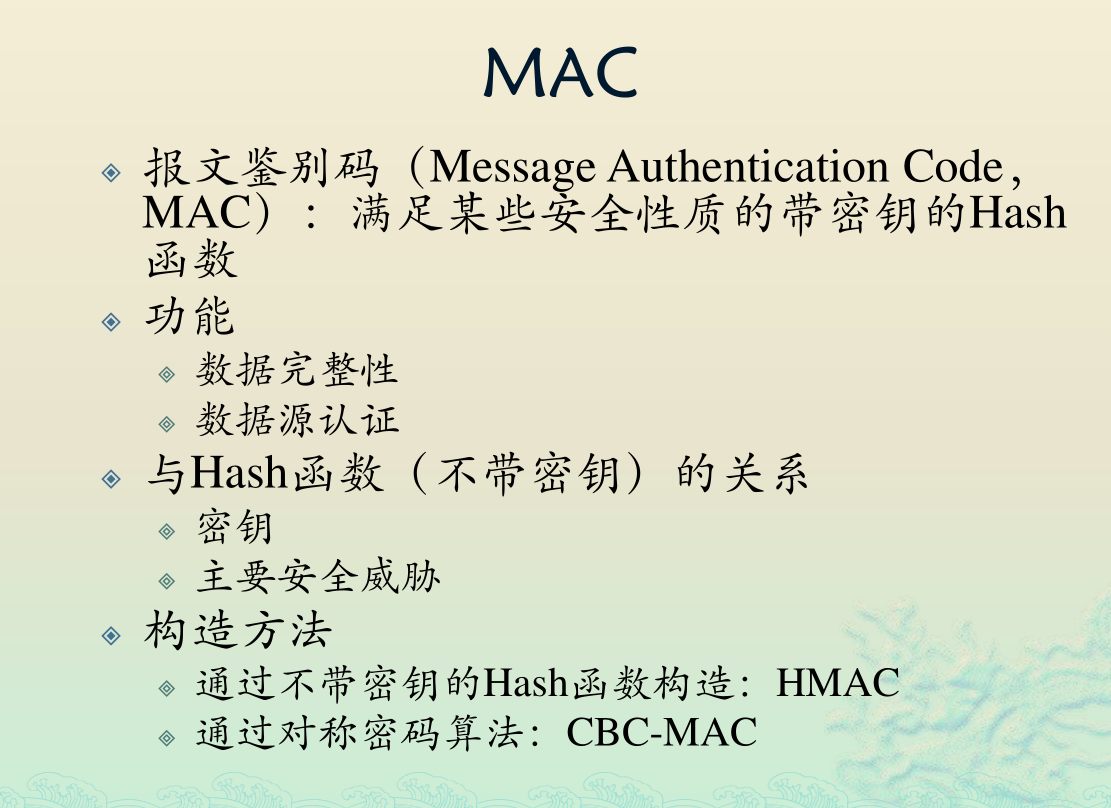 MAC
报文鉴别码（Message Authentication Code，
MAC）：满足某些安全性质的带密钥的Hash
函数
功能
数据完整性
数据源认证
与Hash函数（不带密钥）的关系
密钥
主要安全威胁
构造方法
通过不带密钥的Hash函数构造：HMAC
通过对称密码算法：CBC-MAC